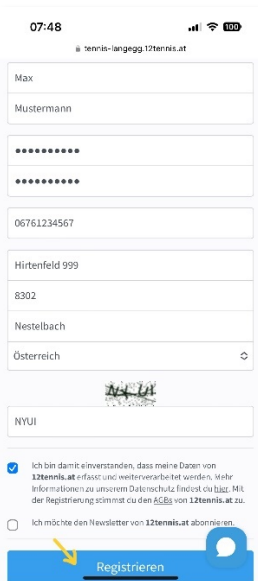 07:48
100
tennis-langegg.12tennis.at
Max
Mustermann
••••••••••
••••••••••
06761234567
Hirtenfeld 999
8302
Nestelbach
Österreich
NYUI
NYUI
Ich bin damit einverstanden, dass meine Daten von
12tennis.at erfasst und weiterverarbeitet werden. Mehr
Informationen zu unserem Datenschutz findest du hier. Mit
der Registrierung stimmst du den AGBs von 12tennis.at zu.
Ich möchte den Newsletter von 12tennis.at abonnieren.
Registrieren